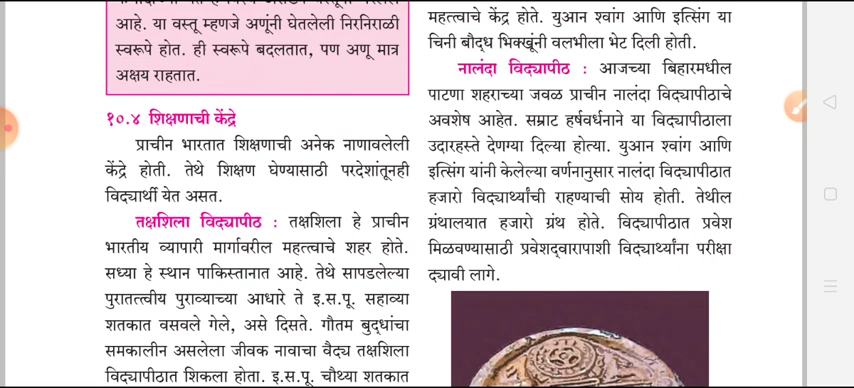 आहे. या वस्तू म्हणजे अणूंनी घेतलेली निरनिराळी
स्वरूपे होत. ही स्वरूपे बदलतात, पण अणू मात्र
अक्षय राहतात.
१०.४ शिक्षणाची केंद्रे
प्राचीन भारतात शिक्षणाची अनेक नाणावलेली
केंद्रे होती. तेथे शिक्षण घेण्यासाठी परदेशांतूनही
विद्यार्थी येत असत.
तक्षशिला विद्यापीठ : तक्षशिला हे प्राचीन
भारतीय व्यापारी मार्गावरील महत्त्वाचे शहर होते.
सध्या हे स्थान पाकिस्तानात आहे. तेथे सापडलेल्या
पुरातत्त्वीय पुराव्याच्या आधारे ते इ.स.पू. सहाव्या
शतकात वसवले गेले, असे दिसते. गौतम बुद्धांचा
समकालीन असलेला जीवक नावाचा वैद्य तक्षशिला
विद्यापीठात शिकला होता. इ.स.पू. चौथ्या शतकात
महत्त्वाचे केंद्र होते. युआन श्वांग आणि इत्सिंग या
चिनी बौद्ध भिक्खूंनी वलभीला भेट दिली होती.
नालंदा विद्यापीठ : आजच्या बिहारमधील
पाटणा शहराच्या जवळ प्राचीन नालंदा विद्यापीठाचे
अवशेष आहेत. सम्राट हर्षवर्धनाने या विद्यापीठाला
उदारहस्ते देणग्या दिल्या होत्या. युआन श्वांग आणि
इत्सिंग यांनी केलेल्या वर्णनानुसार नालंदा विद्यापीठात
हजारो विद्यार्थ्यांची राहण्याची सोय होती. तेथील
ग्रंथालयात हजारो ग्रंथ होते. विद्यापीठात प्रवेश
मिळवण्यासाठी प्रवेशद्वारापाशी विद्यार्थ्यांना परीक्षा
द्यावी लागे.